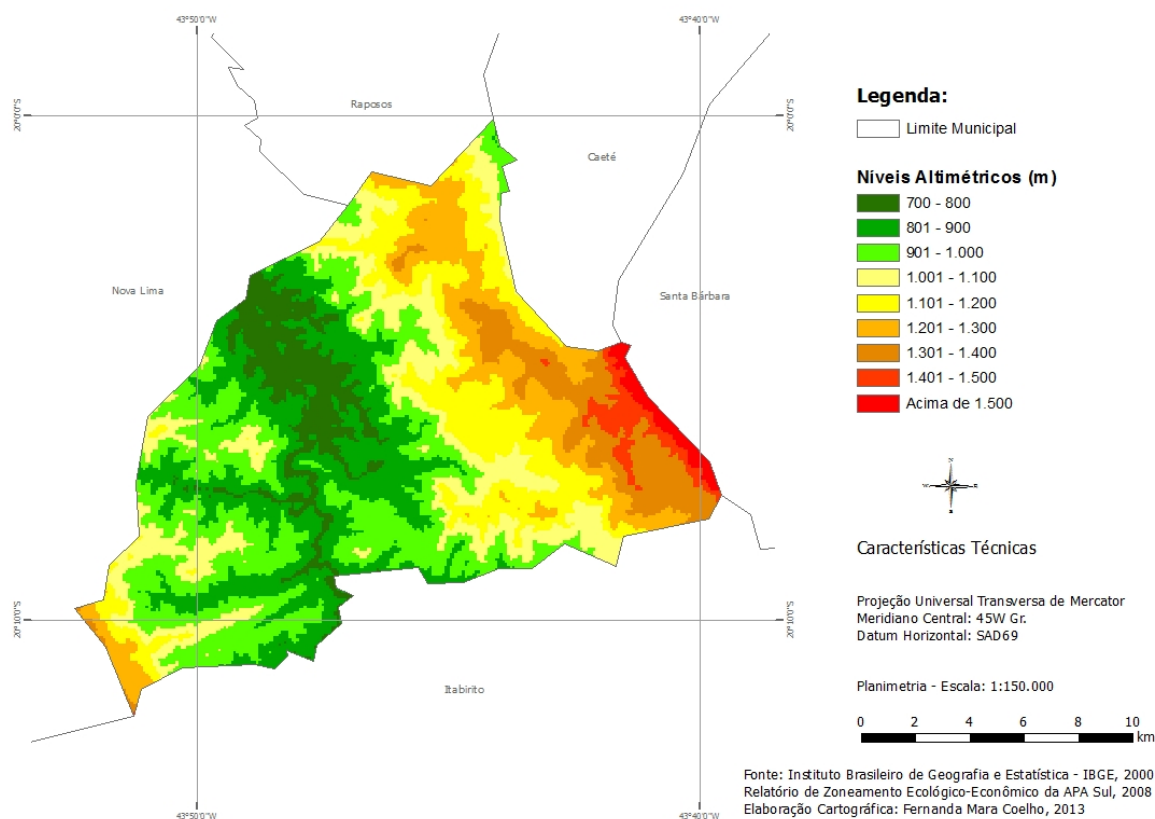 43°50'0"W
43°40'0"W
20°0'0"S
20°0'0"S
Raposos
Caeté
Nova Lima
Santa Bárbara
20°10'0"S
20°10'0"S
Itabirito
43°50'0"W
43°40'0"W
Legenda:
Limite Municipal
Níveis Altimétricos (m)
700 - 800
801 - 900
901 - 1.000
1.001 - 1.100
1.101 - 1.200
1.201 - 1.300
1.301 - 1.400
1.401 - 1.500
Acima de 1.500
Características Técnicas
Projeção Universal Transversa de Mercator
Meridiano Central: 45W Gr.
Datum Horizontal: SAD69
Planimetria - Escala: 1:150.000
0 2 4 6 8 10
km
Fonte: Instituto Brasileiro de Geografia e Estatística - IBGE, 2000
Relatório de Zoneamento Ecológico-Econômico da APA Sul, 2008
Elaboração Cartográfica: Fernanda Mara Coelho, 2013